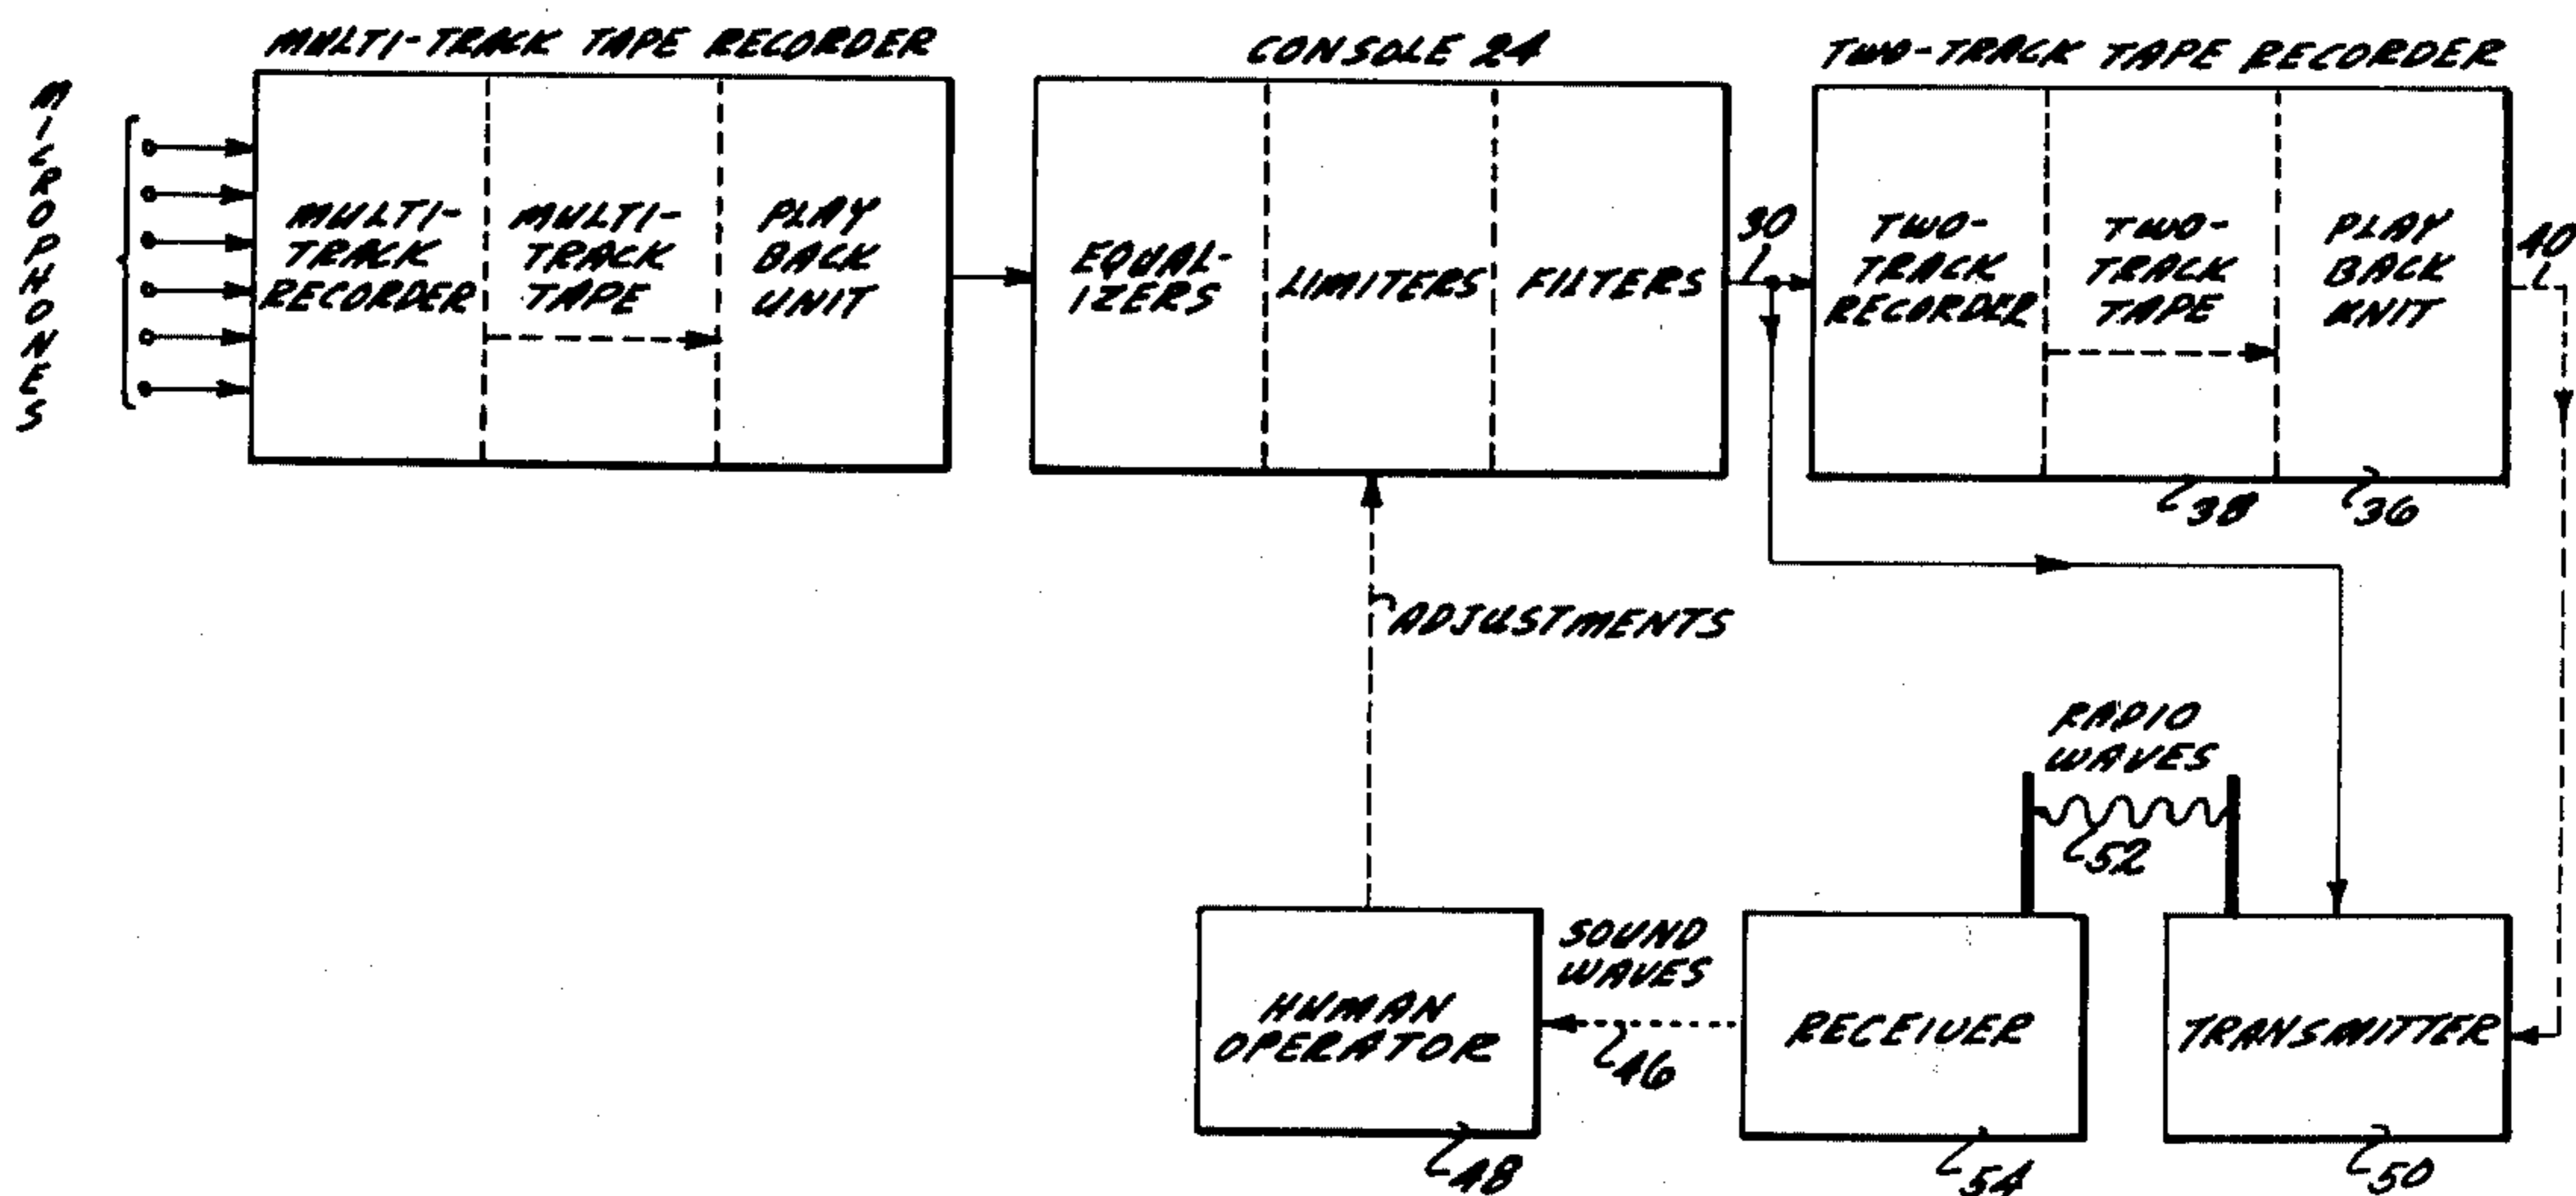 MULTI-TRACK TAPE RECORDER
CONSOLE 24
TWO-TRACK TAPE RECORDER
MICROPHONES
MULTI-
TRACK
RECORDER
MULTI-
TRACK
TAPE
PLAY
BACK
UNIT
EQUAL-
IZERS
LIMITERS
FILTERS
30
TWO-
TRACK
RECORDER
TWO-
TRACK
TAPE
PLAY
BACK
UNIT
40
38
36
ADJUSTMENTS
RADIO
WAVES
52
HUMAN
OPERATOR
SOUND
WAVES
46
RECEIVER
TRANSMITTER
48
54
50